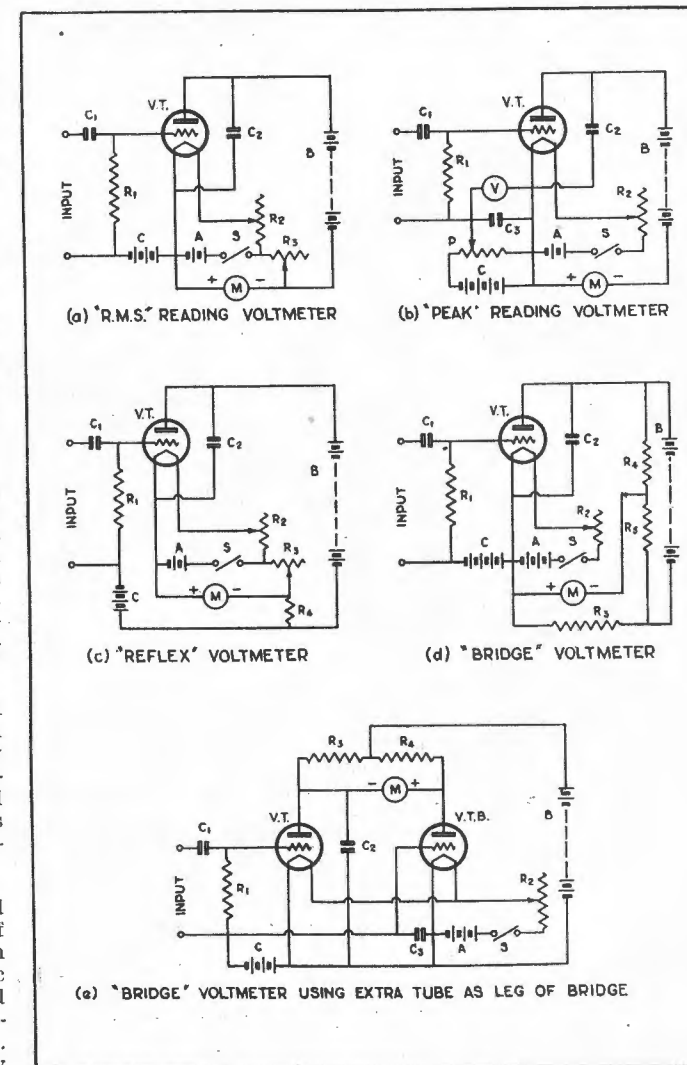 V.T.
C1
C2
R1
B
INPUT
R2
R3
C
A
S
+ M -
(a) "R.M.S." READING VOLTMETER
V.T.
C1
C2
R1
V
B
INPUT
R2
C3
P
A
S
C
+ M -
(b) "PEAK" READING VOLTMETER
V.T.
C1
C2
R1
B
INPUT
R2
A
S
R3
+ M -
C
R4
(c) "REFLEX" VOLTMETER
V.T.
C1
C2
B
R4
R1
INPUT
R2
R5
C
A
S
+ M -
R3
(d) "BRIDGE" VOLTMETER
R3
R4
- M +
V.T.
V.T.B.
C1
C2
B
R1
R2
INPUT
C3
A
S
C
(e) "BRIDGE" VOLTMETER USING EXTRA TUBE AS LEG OF BRIDGE